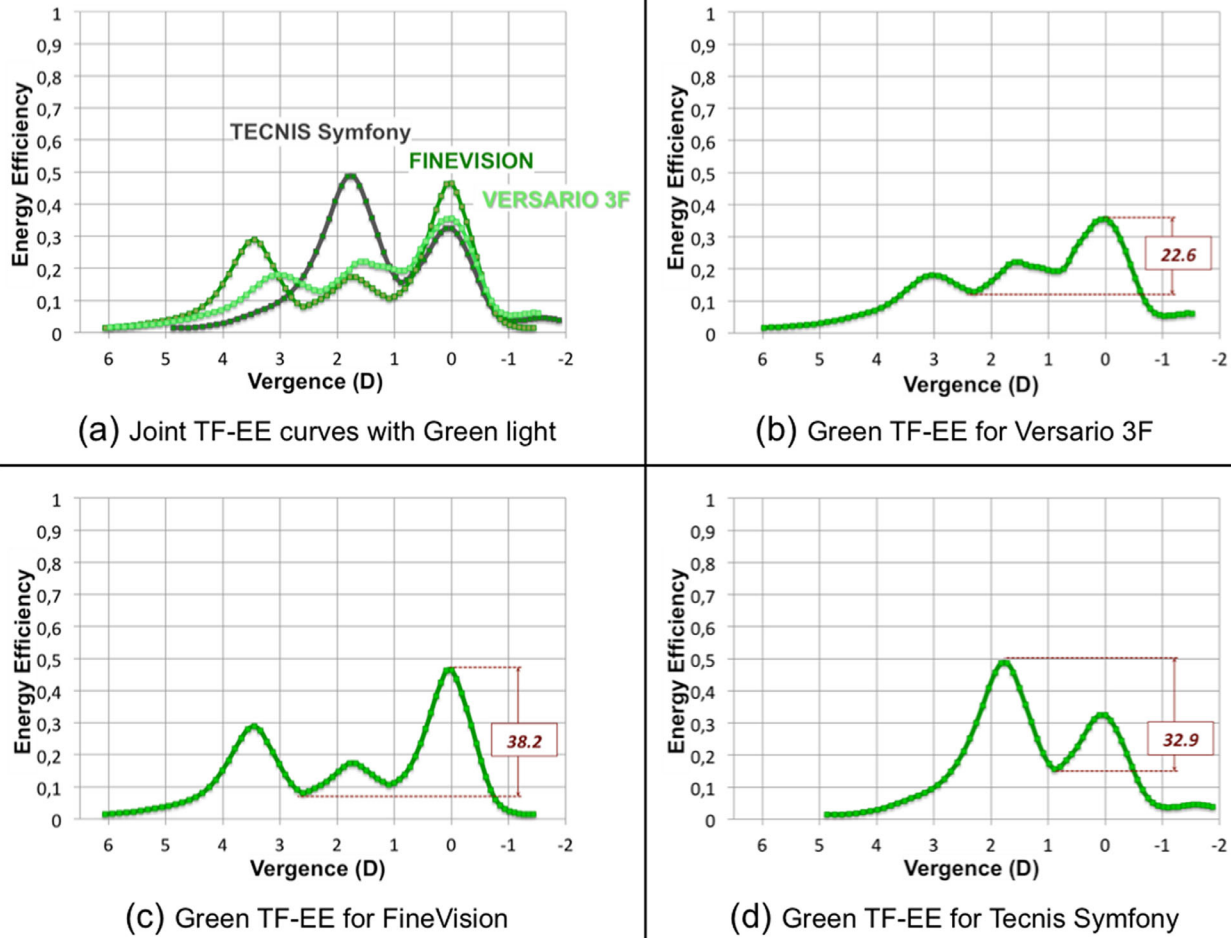 1
0,9
0,8
0,7
0,6
0,5
0,4
0,3
0,2
0,1
0
Energy Efficiency
TECNIS Symfony
FINEVISION
VERSARIO 3F
6 5 4 3 2 1 0 -1 -2
Vergence (D)
(a) Joint TF-EE curves with Green light
1
0,9
0,8
0,7
0,6
0,5
0,4
0,3
0,2
0,1
0
Energy Efficiency
22.6
6 5 4 3 2 1 0 -1 -2
Vergence (D)
(b) Green TF-EE for Versario 3F
1
0,9
0,8
0,7
0,6
0,5
0,4
0,3
0,2
0,1
0
Energy Efficiency
38.2
6 5 4 3 2 1 0 -1 -2
Vergence (D)
(c) Green TF-EE for FineVision
1
0,9
0,8
0,7
0,6
0,5
0,4
0,3
0,2
0,1
0
Energy Efficiency
32.9
6 5 4 3 2 1 0 -1 -2
Vergence (D)
(d) Green TF-EE for Tecnis Symfony